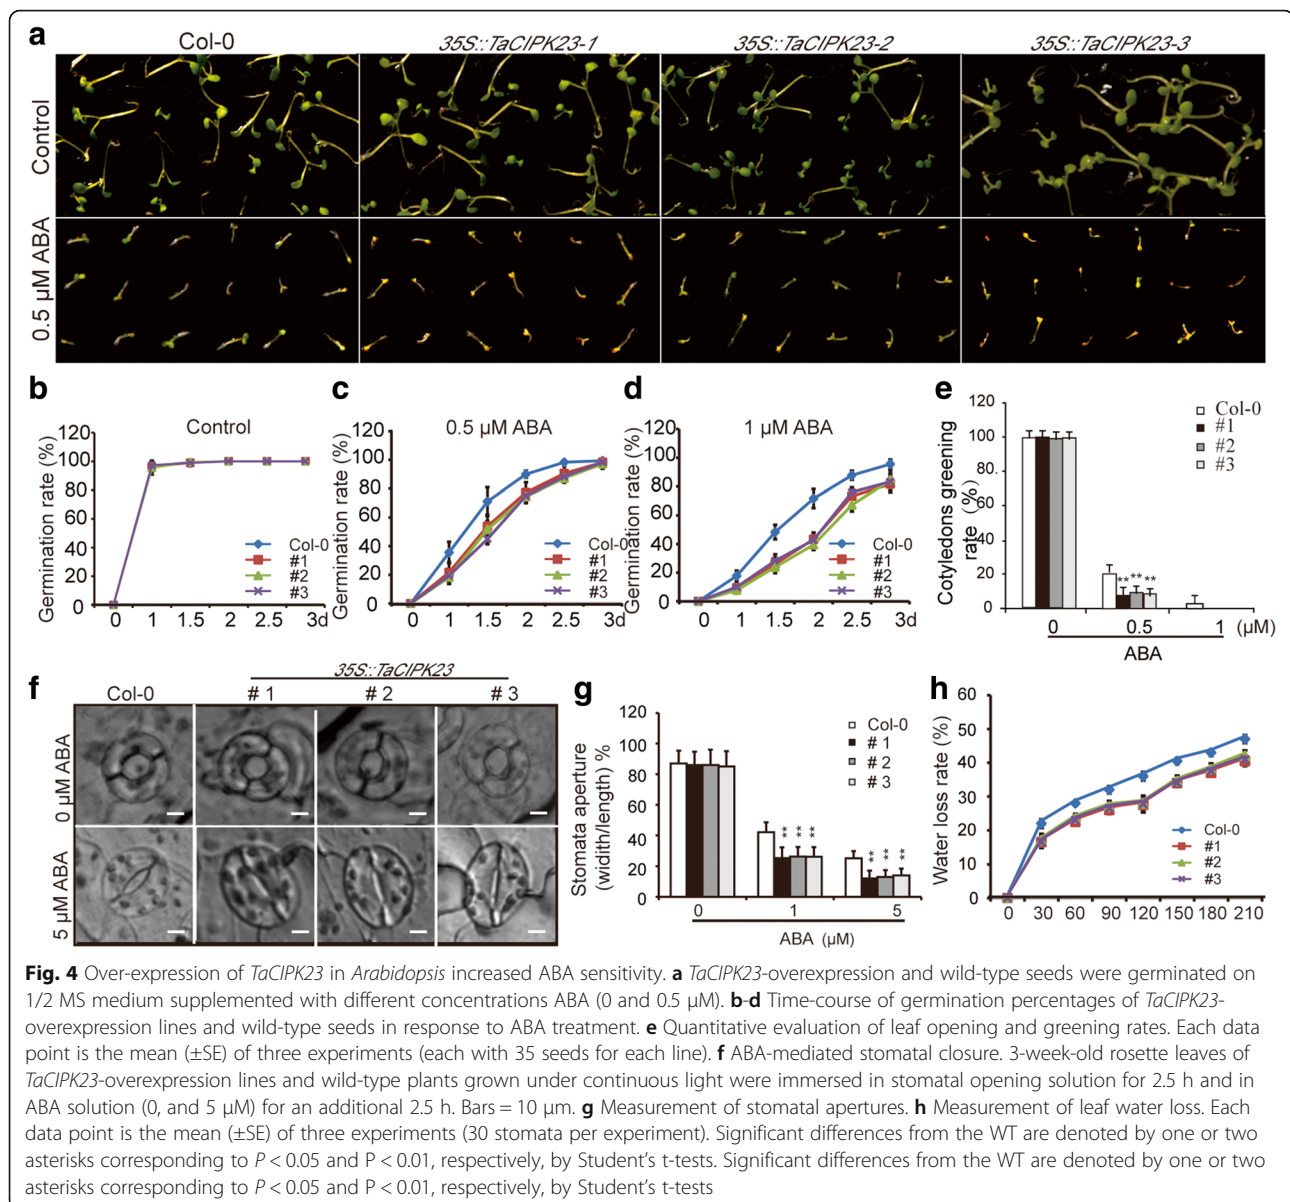 a
Col-0
35S::TaCIPK23-1
35S::TaCIPK23-2
35S::TaCIPK23-3
Control
0.5 μM ABA
b
Control
Germination rate (%)
120
100
80
60
40
20
0
Col-0
#1
#2
#3
0 1 1.5 2 2.5 3d
c
0.5 μM ABA
Germination rate (%)
120
100
80
60
40
20
0
Col-0
#1
#2
#3
0 1 1.5 2 2.5 3d
d
1 μM ABA
Germination rate (%)
120
100
80
60
40
20
0
Col-0
#1
#2
#3
0 1 1.5 2 2.5 3d
e
Cotyledons greening
rate (%)
120
100
80
60
40
20
0
Col-0
#1
#2
#3
** ** **
0 0.5 1 (μM)
ABA
f
35S::TaCIPK23
Col-0 # 1 # 2 # 3
0 μM ABA
5 μM ABA
g
Stomata aperture
(widith/length) %
120
100
80
60
40
20
0
Col-0
# 1
# 2
# 3
** ** **
** ** **
0 1 5
ABA (μM)
h
Water loss rate (%)
60
50
40
30
20
10
0
Col-0
#1
#2
#3
0 30 60 90 120 150 180 210
Fig. 4 Over-expression of TaCIPK23 in Arabidopsis increased ABA sensitivity. a TaCIPK23-overexpression and wild-type seeds were germinated on
1/2 MS medium supplemented with different concentrations ABA (0 and 0.5 μM). b-d Time-course of germination percentages of TaCIPK23-
overexpression lines and wild-type seeds in response to ABA treatment. e Quantitative evaluation of leaf opening and greening rates. Each data
point is the mean (±SE) of three experiments (each with 35 seeds for each line). f ABA-mediated stomatal closure. 3-week-old rosette leaves of
TaCIPK23-overexpression lines and wild-type plants grown under continuous light were immersed in stomatal opening solution for 2.5 h and in
ABA solution (0, and 5 μM) for an additional 2.5 h. Bars = 10 μm. g Measurement of stomatal apertures. h Measurement of leaf water loss. Each
data point is the mean (±SE) of three experiments (30 stomata per experiment). Significant differences from the WT are denoted by one or two
asterisks corresponding to P < 0.05 and P < 0.01, respectively, by Student's t-tests. Significant differences from the WT are denoted by one or two
asterisks corresponding to P < 0.05 and P < 0.01, respectively, by Student's t-tests